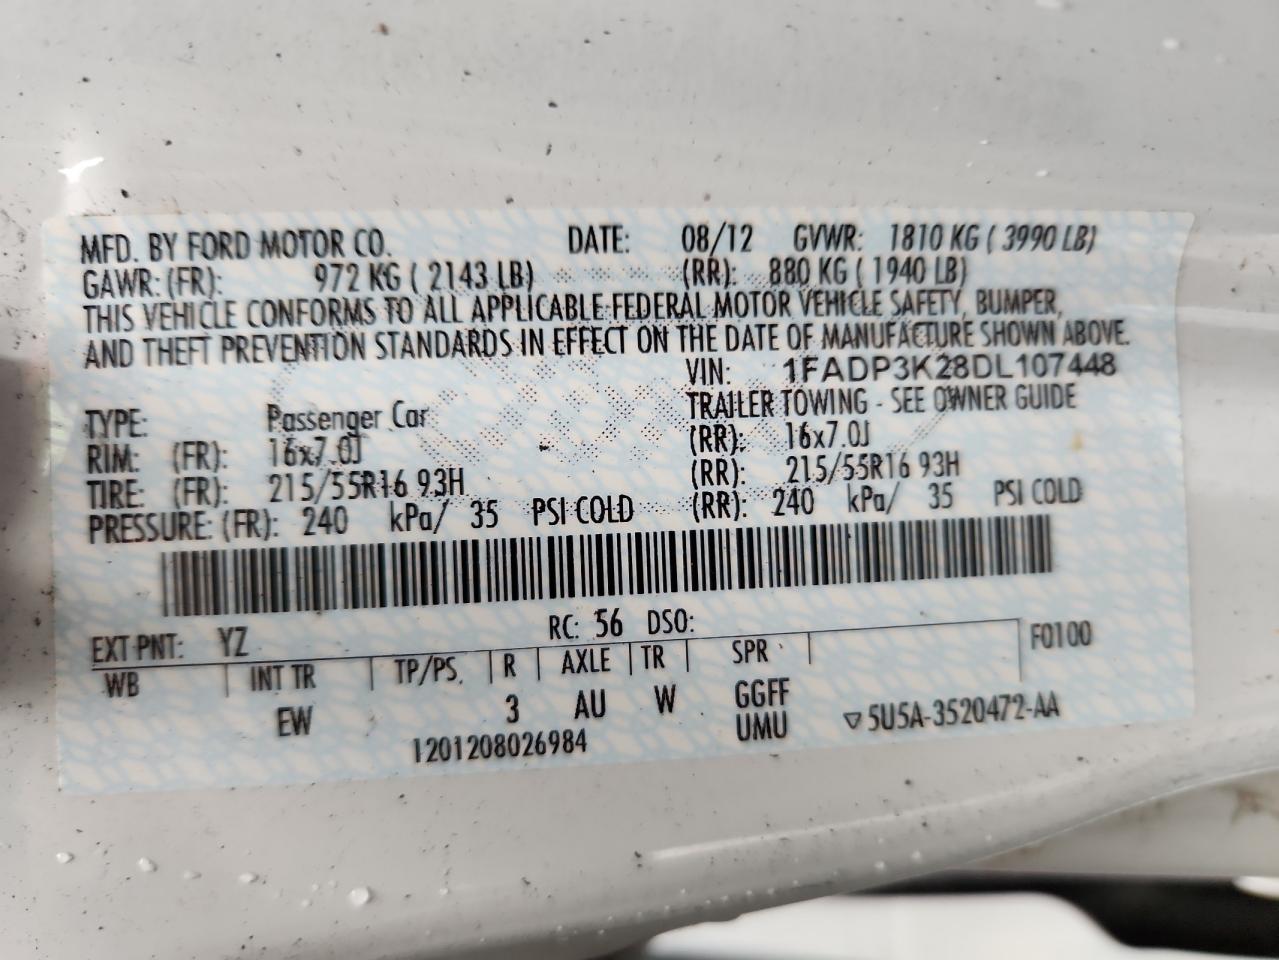 MFD. BY FORD MOTOR CO. DATE: 08/12 GVWR: 1810 KG ( 3990 LB)
GAWR: (FR): 972 KG ( 2143 LB) (RR): 880 KG ( 1940 LB)
THIS VEHICLE CONFORMS TO ALL APPLICABLE FEDERAL MOTOR VEHICLE SAFETY, BUMPER,
AND THEFT PREVENTION STANDARDS IN EFFECT ON THE DATE OF MANUFACTURE SHOWN ABOVE.
VIN: 1FADP3K28DL107448
TYPE: Passenger Car TRAILER TOWING - SEE OWNER GUIDE
RIM: (FR): 16x7.0J (RR): 16x7.0J
TIRE: (FR): 215/55R16 93H (RR): 215/55R16 93H
PRESSURE: (FR): 240 kPa/ 35 PSI COLD (RR): 240 kPa/ 35 PSI COLD
EXT PNT: YZ RC: 56 DSO: F0100
WB INT TR TP/PS. R AXLE TR SPR
EW 3 AU W GGFF
1201208026984 UMU ▽5U5A-3520472-AA